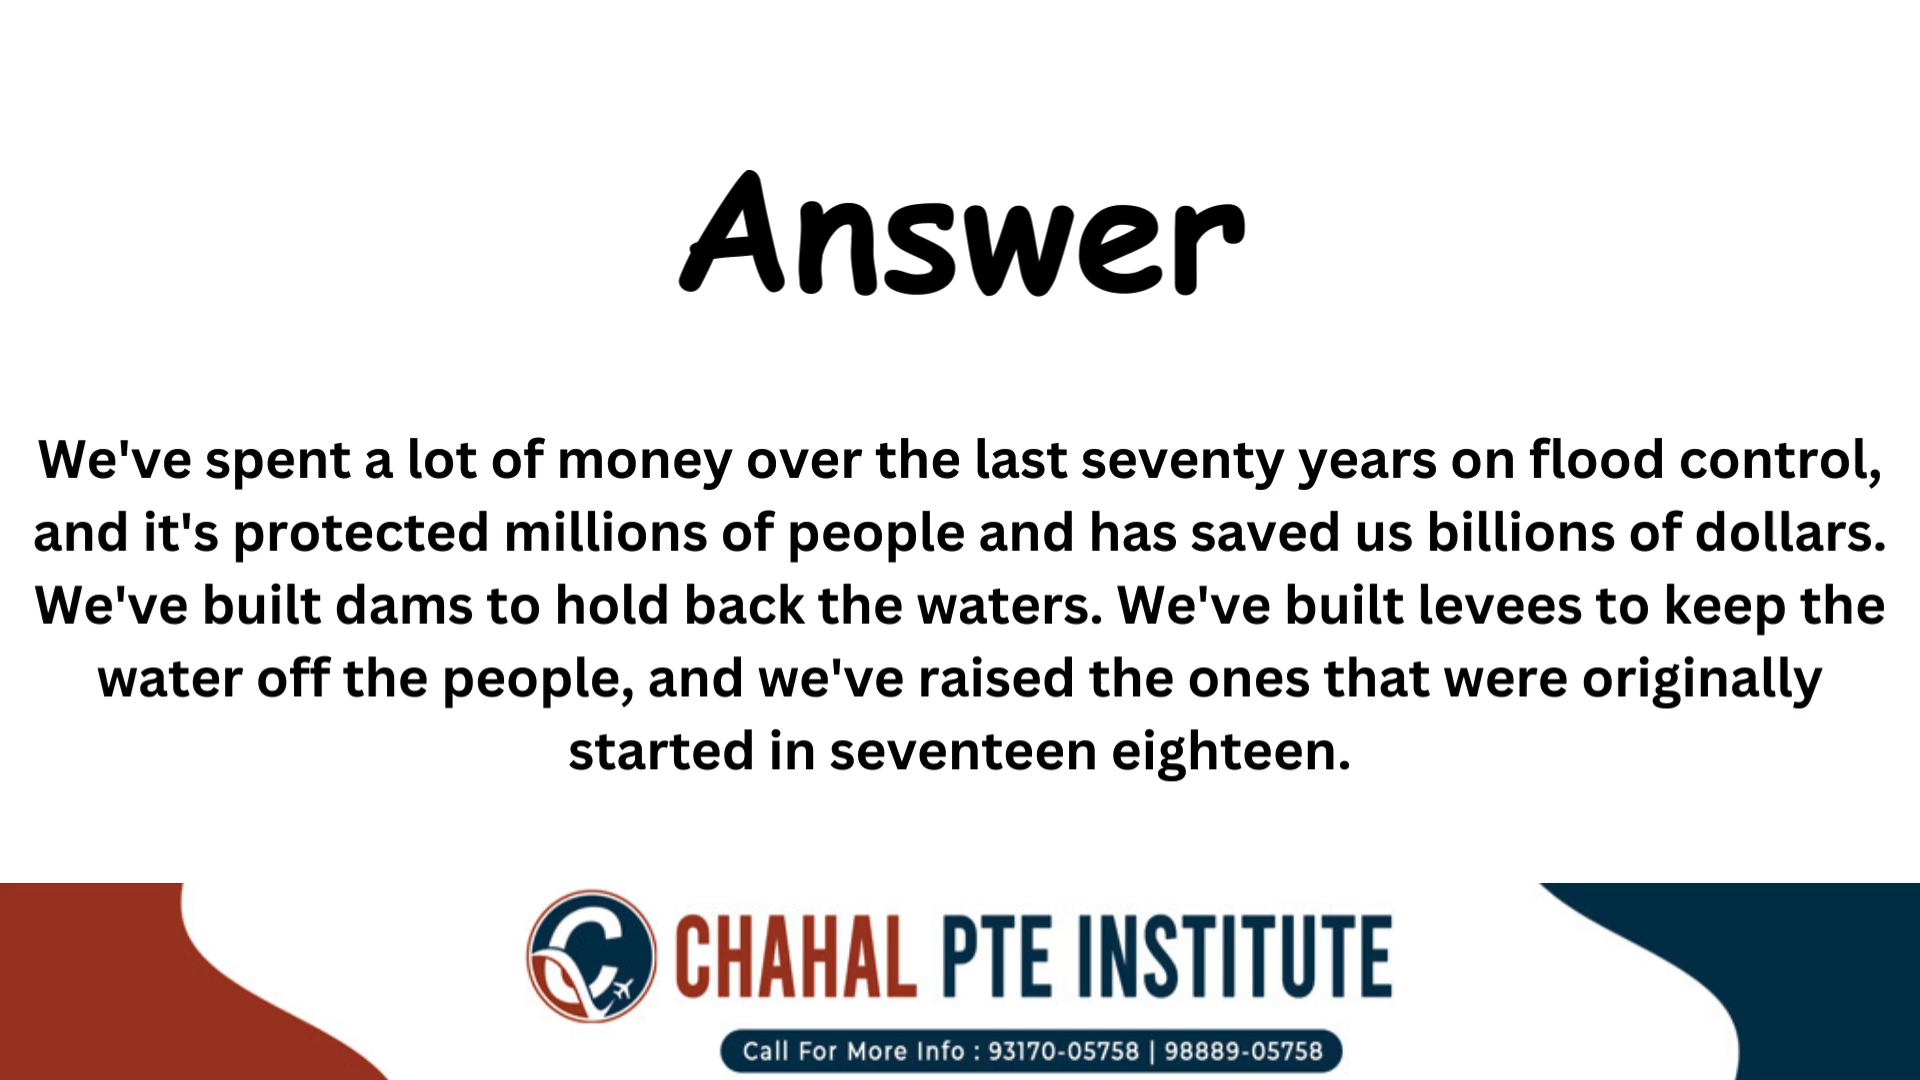 Answer
We've spent a lot of money over the last seventy years on flood control,
and it's protected millions of people and has saved us billions of dollars.
We've built dams to hold back the waters. We've built levees to keep the
water off the people, and we've raised the ones that were originally
started in seventeen eighteen.
CHAHAL PTE INSTITUTE
Call For More Info : 93170-05758 | 98889-05758